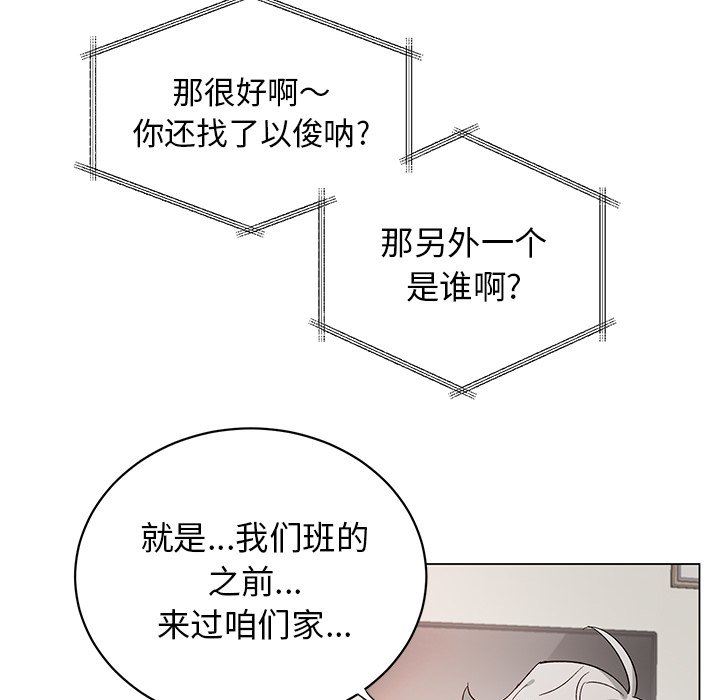 那很好啊～
你还找了以俊呐?
那另外一个
是谁啊?
就是...我们班的
之前...
来过咱们家...